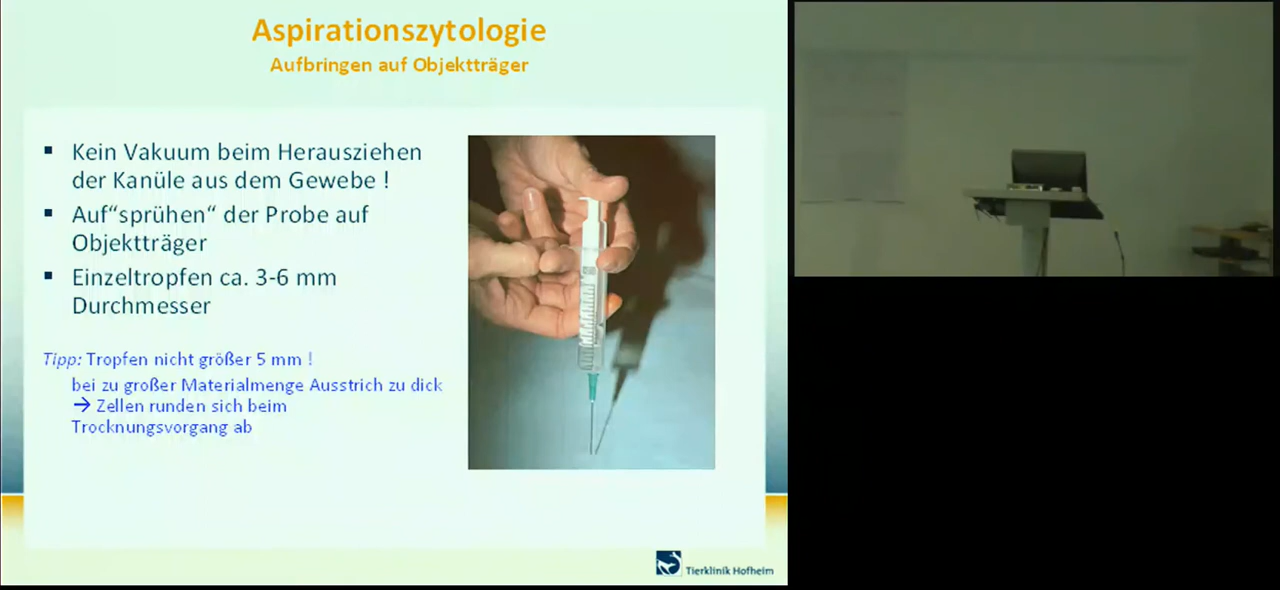 Aspirationszytologie
Aufbringen auf Objektträger
▪ Kein Vakuum beim Herausziehen
der Kanüle aus dem Gewebe !
▪ Auf“sprühen“ der Probe auf
Objektträger
▪ Einzeltropfen ca. 3-6 mm
Durchmesser
Tipp: Tropfen nicht größer 5 mm !
bei zu großer Materialmenge Ausstrich zu dick
→ Zellen runden sich beim
Trocknungsvorgang ab
Tierklinik Hofheim